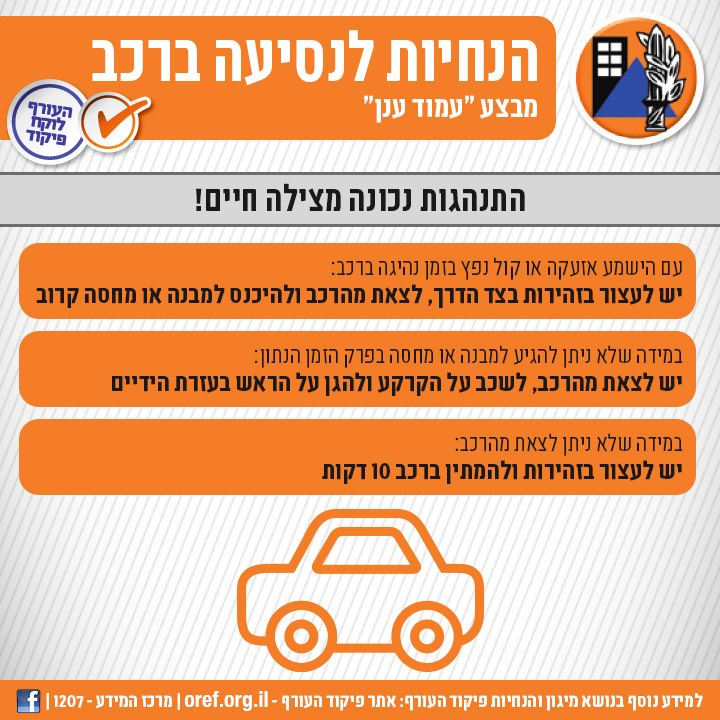 הנחיות לנסיעה ברכב
מבצע "עמוד ענן"
העורף
לוקח
פיקוד
התנהגות נכונה מצילה חיים!
עם הישמע אזעקה או קול נפץ בזמן נהיגה ברכב:
יש לעצור בזהירות בצד הדרך, לצאת מהרכב ולהיכנס למבנה או מחסה קרוב
במידה שלא ניתן להגיע למבנה או מחסה בפרק הזמן הנתון:
יש לצאת מהרכב, לשכב על הקרקע ולהגן על הראש בעזרת הידיים
במידה שלא ניתן לצאת מהרכב:
יש לעצור בזהירות ולהמתין ברכב 10 דקות
למידע נוסף בנושא מיגון והנחיות פיקוד העורף: אתר פיקוד העורף - oref.org.il | מרכז המידע - 1207 | f